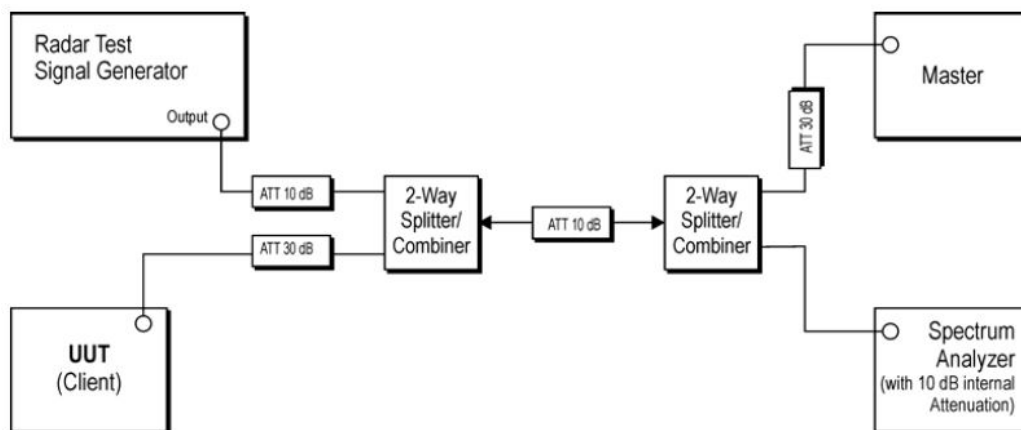 Radar Test
Signal Generator
Output
ATT 10 dB
ATT 30 dB
UUT
(Client)
2-Way
Splitter/
Combiner
ATT 10 dB
2-Way
Splitter/
Combiner
ATT 30 dB
Master
Spectrum
Analyzer
(with 10 dB internal
Attenuation)